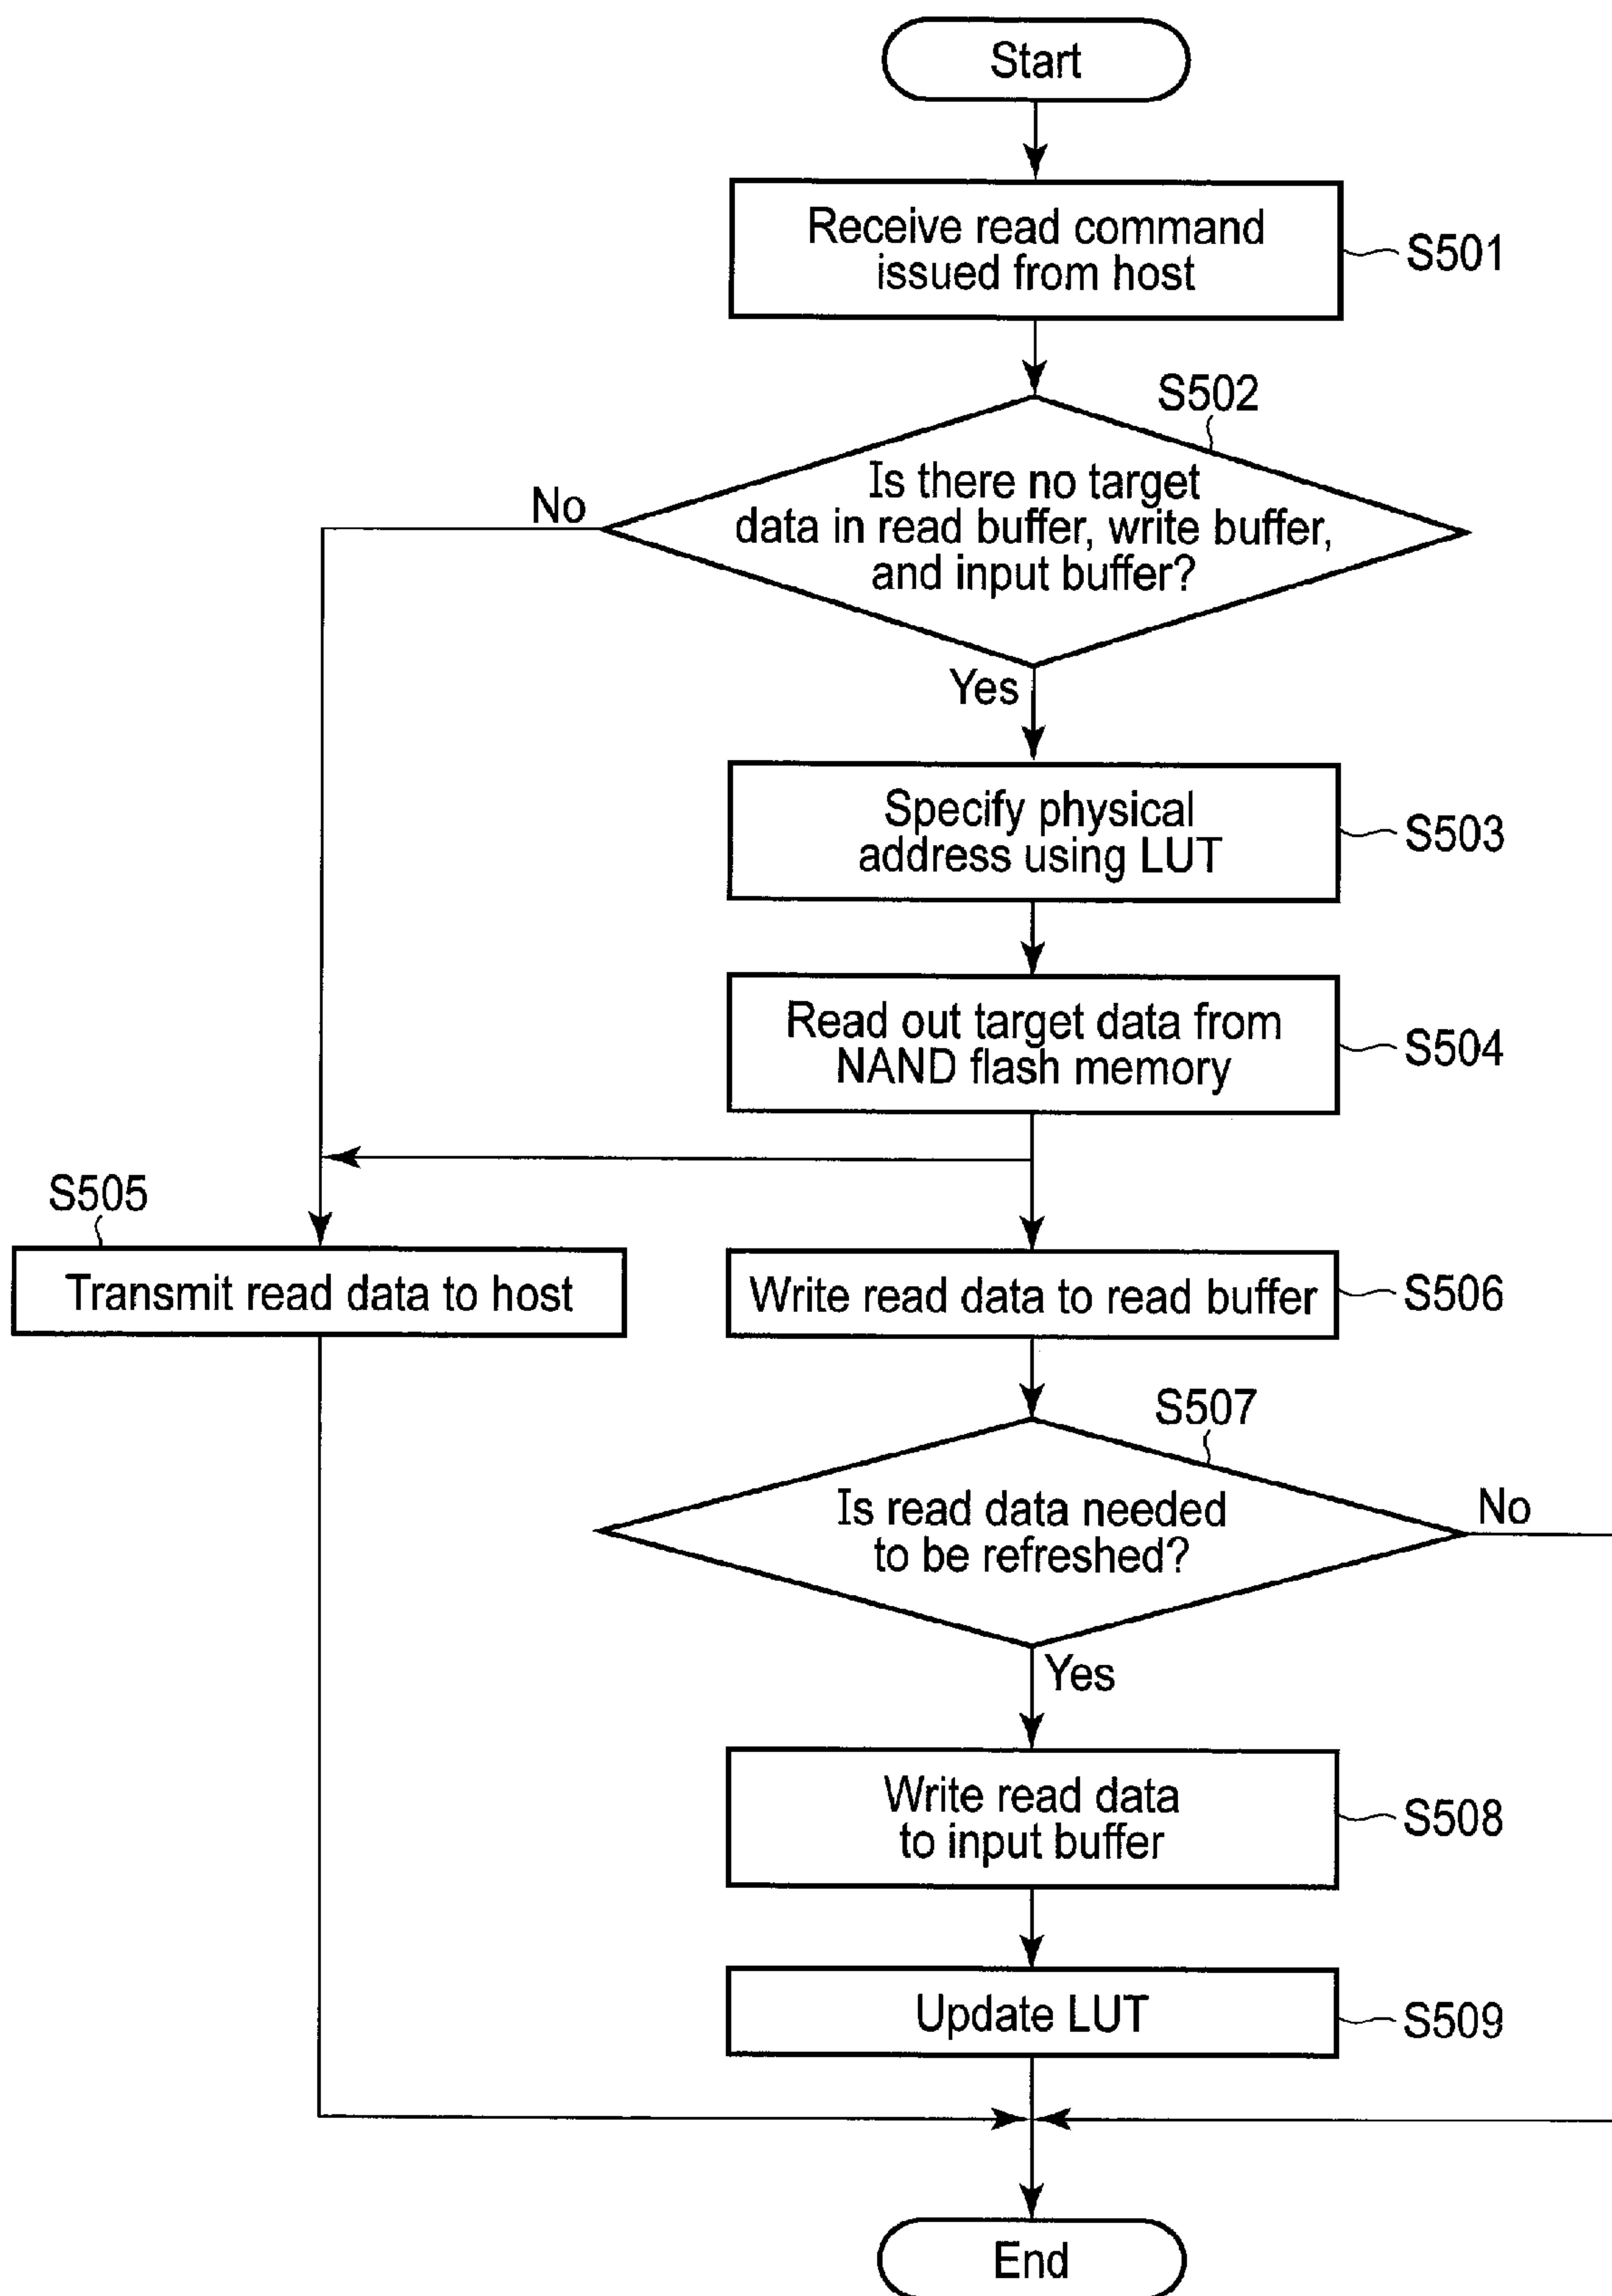 Start
Receive read command
issued from host
S501
S502
Is there no target
data in read buffer, write buffer,
and input buffer?
No
Yes
Specify physical
address using LUT
S503
Read out target data from
NAND flash memory
S504
S505
Transmit read data to host
Write read data to read buffer
S506
S507
Is read data needed
to be refreshed?
No
Yes
Write read data
to input buffer
S508
Update LUT
S509
End